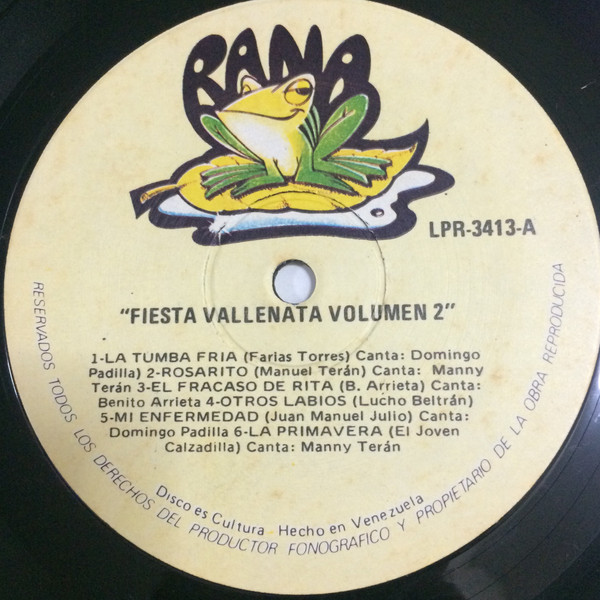 RANA
LPR-3413-A
"FIESTA VALLENATA VOLUMEN 2"
1-LA TUMBA FRIA (Farias Torres) Canta: Domingo
Padilla) 2-ROSARITO (Manuel Terán) Canta: Manny
Terán 3-EL FRACASO DE RITA (B. Arrieta) Canta:
Benito Arrieta 4-OTROS LABIOS (Lucho Beltrán)
5-MI ENFERMEDAD (Juan Manuel Julio) Canta:
Domingo Padilla 6-LA PRIMAVERA (El Joven
Calzadilla) Canta: Manny Terán
Disco es Cultura Hecho en Venezuela
RESERVADOS TODOS LOS DERECHOS DEL PRODUCTOR FONOGRAFICO Y PROPIETARIO DE LA OBRA REPRODUCIDA